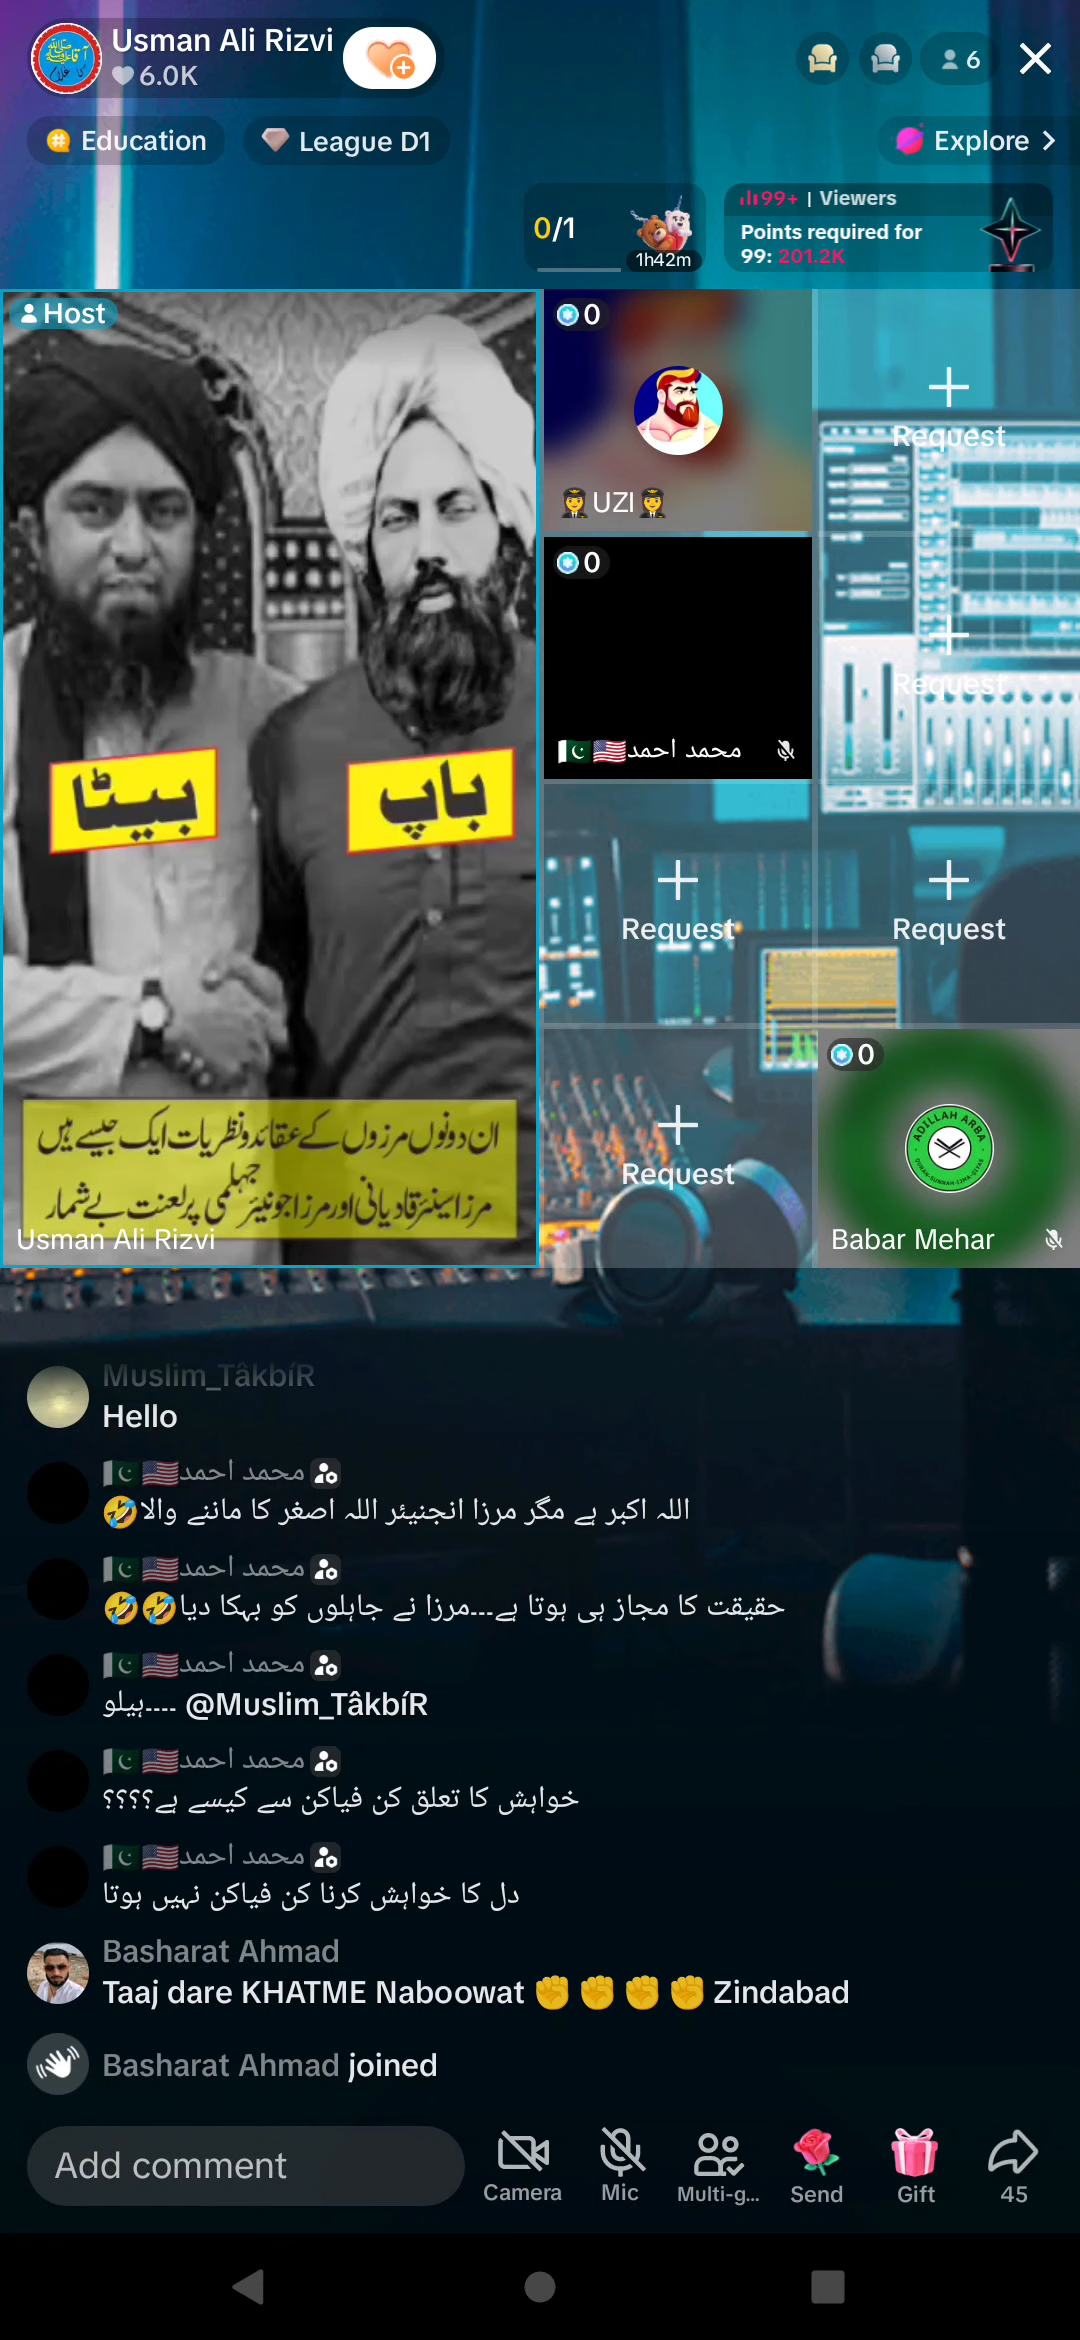 Usman Ali Rizvi
6.0K
6
Education
League D1
Explore
0/1
1h42m
99+ | Viewers
Points required for
99: 201.2K
Host
0
UZI
Request
0
محمد احمد
Request
بیٹا
باپ
Request
Request
ان دونوں مرزوں کے عقائد و نظریات ایک جیسے ہیں
مرزا سینئر قادیانی اور مرزا جونیئر جہلمی پر لعنت بے شمار
Usman Ali Rizvi
Request
0
ADILLAH ARBA
Babar Mehar
Muslim_TâkbíR
Hello
محمد احمد
اللہ اکبر ہے مگر مرزا انجنیئر اللہ اصغر کا ماننے والا🤣
محمد احمد
حقیقت کا مجاز ہی ہوتا ہے۔۔۔مرزا نے جاہلوں کو بہکا دیا🤣🤣
محمد احمد
@Muslim_TâkbíR ۔۔۔۔ہیلو
محمد احمد
خواہش کا تعلق کن فیاکن سے کیسے ہے؟؟؟؟
محمد احمد
دل کا خواہش کرنا کن فیاکن نہیں ہوتا
Basharat Ahmad
Taaj dare KHATME Naboowat ✊✊✊✊ Zindabad
Basharat Ahmad joined
Add comment
Camera
Mic
Multi-g...
Send
Gift
45